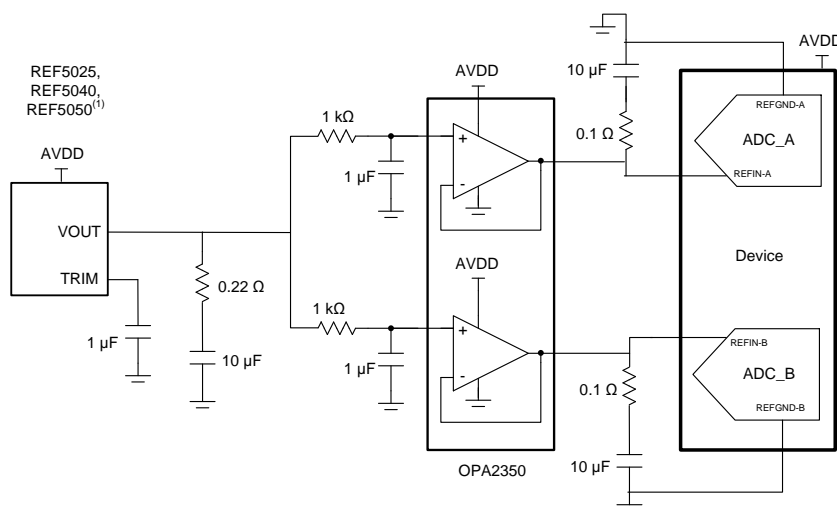 REF5025,
REF5040,
REF5050(1)
AVDD
VOUT
TRIM
1 µF
0.22 Ω
10 µF
1 kΩ
1 µF
1 kΩ
1 µF
AVDD
+
-
AVDD
+
-
OPA2350
10 µF
0.1 Ω
0.1 Ω
10 µF
AVDD
REFGND-A
ADC_A
REFIN-A
Device
REFIN-B
ADC_B
REFGND-B